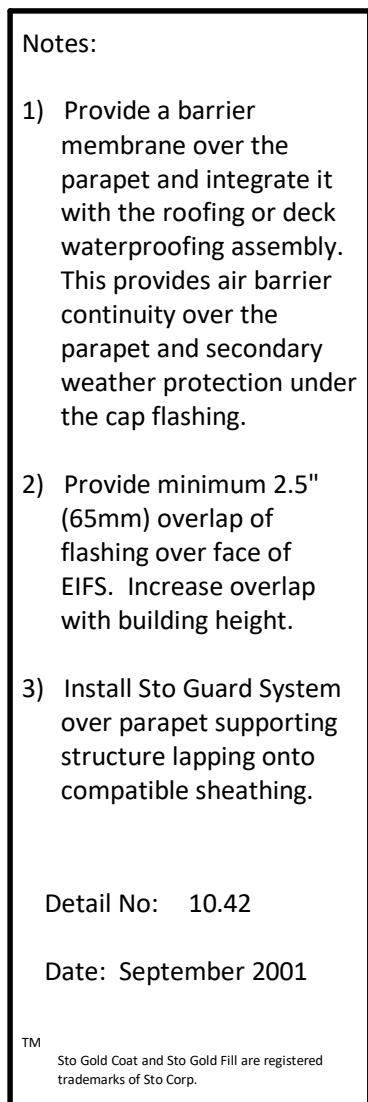 Notes:
1) Provide a barrier
membrane over the
parapet and integrate it
with the roofing or deck
waterproofing assembly.
This provides air barrier
continuity over the
parapet and secondary
weather protection under
the cap flashing.
2) Provide minimum 2.5"
(65mm) overlap of
flashing over face of
EIFS. Increase overlap
with building height.
3) Install Sto Guard System
over parapet supporting
structure lapping onto
compatible sheathing.
Detail No: 10.42
Date: September 2001
TM
Sto Gold Coat and Sto Gold Fill are registered
trademarks of Sto Corp.